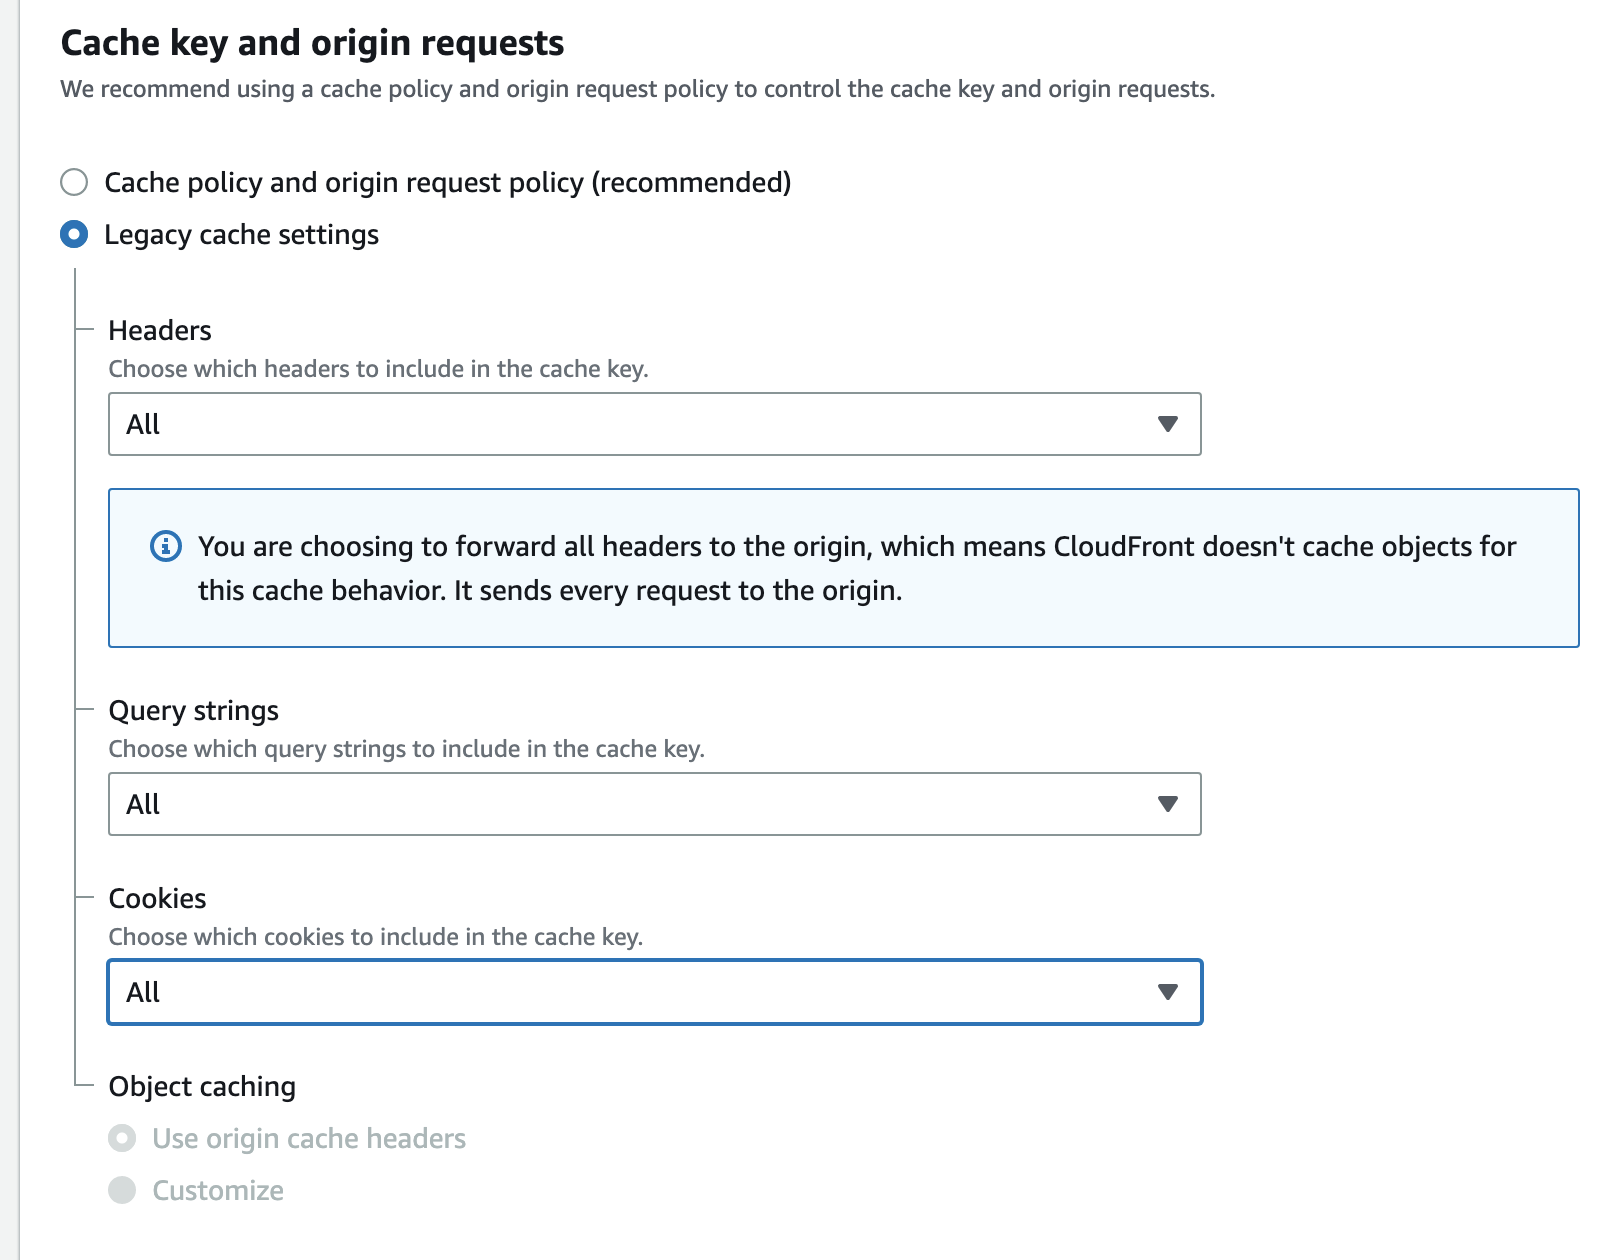 Cache key and origin requests
We recommend using a cache policy and origin request policy to control the cache key and origin requests.
Cache policy and origin request policy (recommended)
Legacy cache settings
Headers
Choose which headers to include in the cache key.
All
You are choosing to forward all headers to the origin, which means CloudFront doesn't cache objects for
this cache behavior. It sends every request to the origin.
Query strings
Choose which query strings to include in the cache key.
All
Cookies
Choose which cookies to include in the cache key.
All
Object caching
Use origin cache headers
Customize